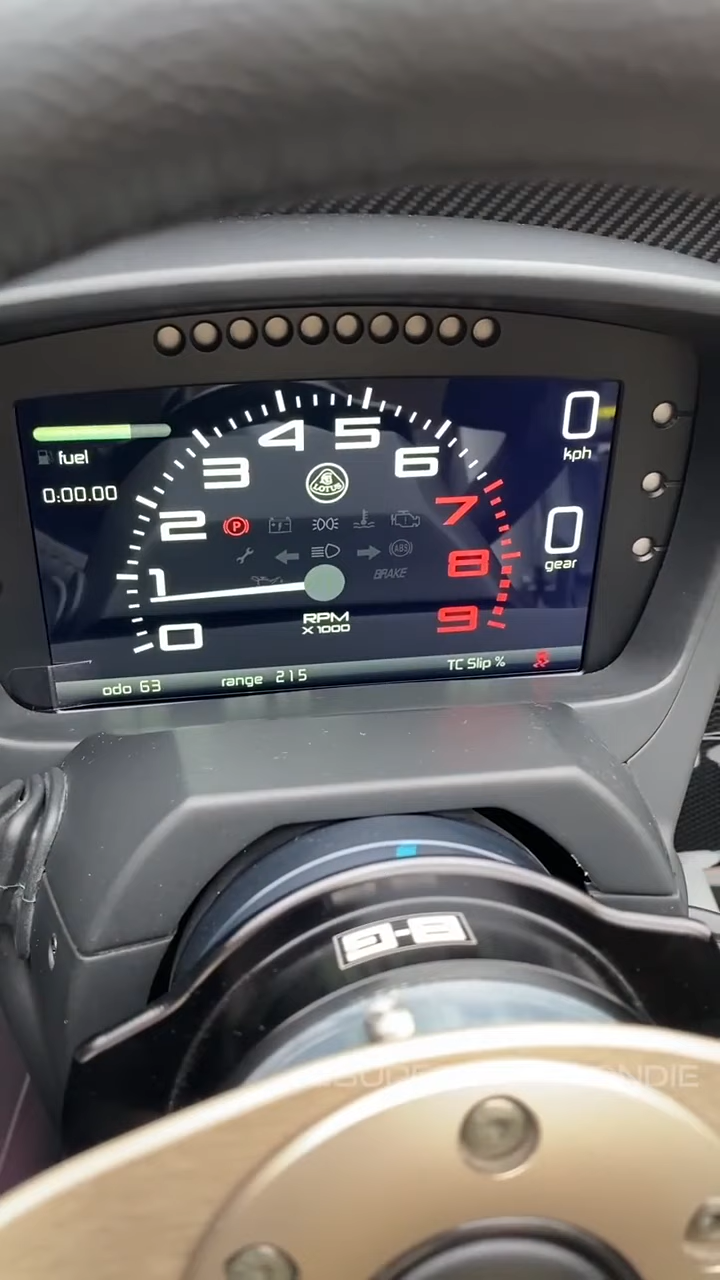 0
kph
fuel
0:00.00
0
gear
0
1
2
3
4
5
6
7
8
9
LOTUS
P
ABS
BRAKE
RPM
X 1000
odo 63
range 215
TC Slip %